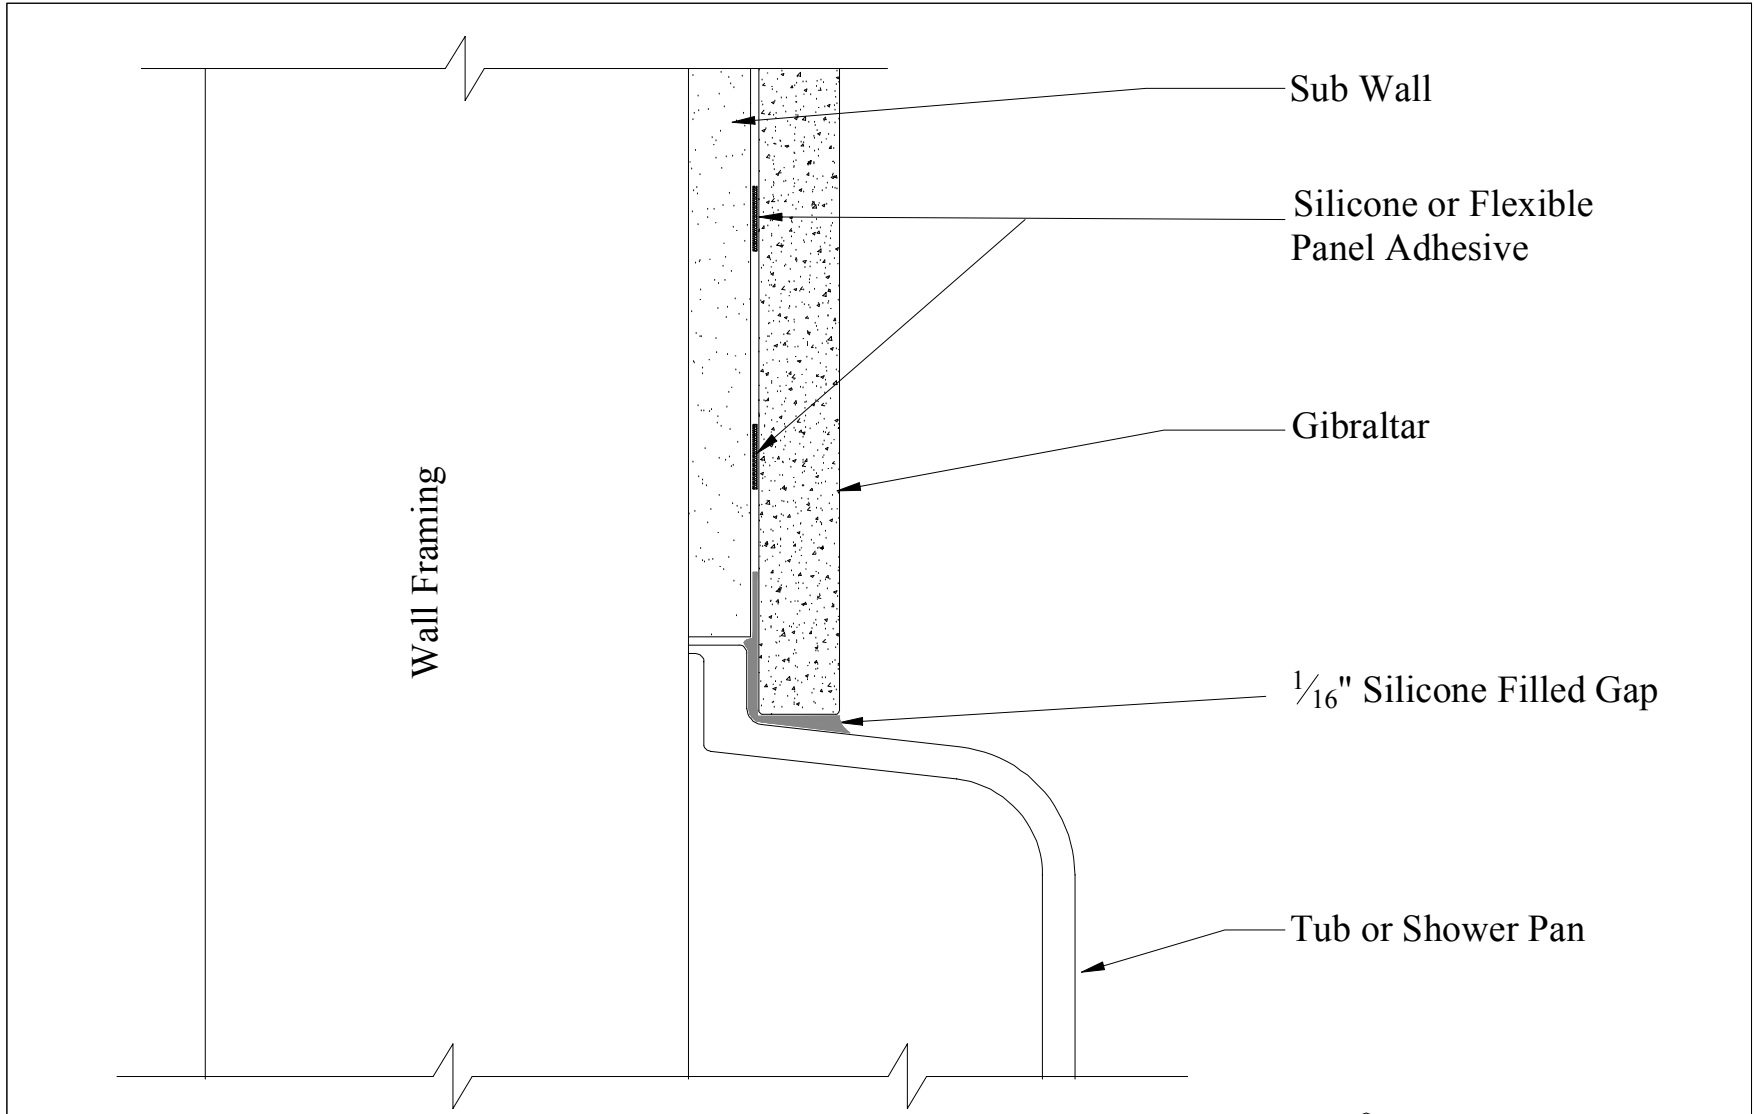 Sub Wall
Silicone or Flexible
Panel Adhesive
Gibraltar
Wall Framing
1/16" Silicone Filled Gap
Tub or Shower Pan